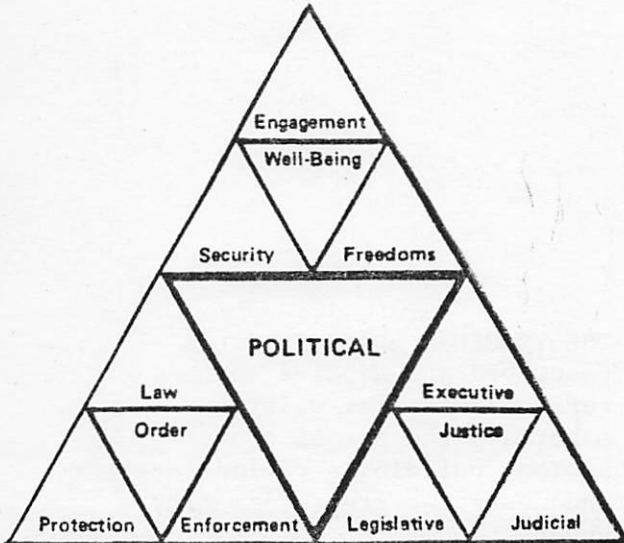 Engagement
Well-Being
Security Freedoms
POLITICAL
Law Executive
Order Justice
Protection Enforcement Legislative Judicial